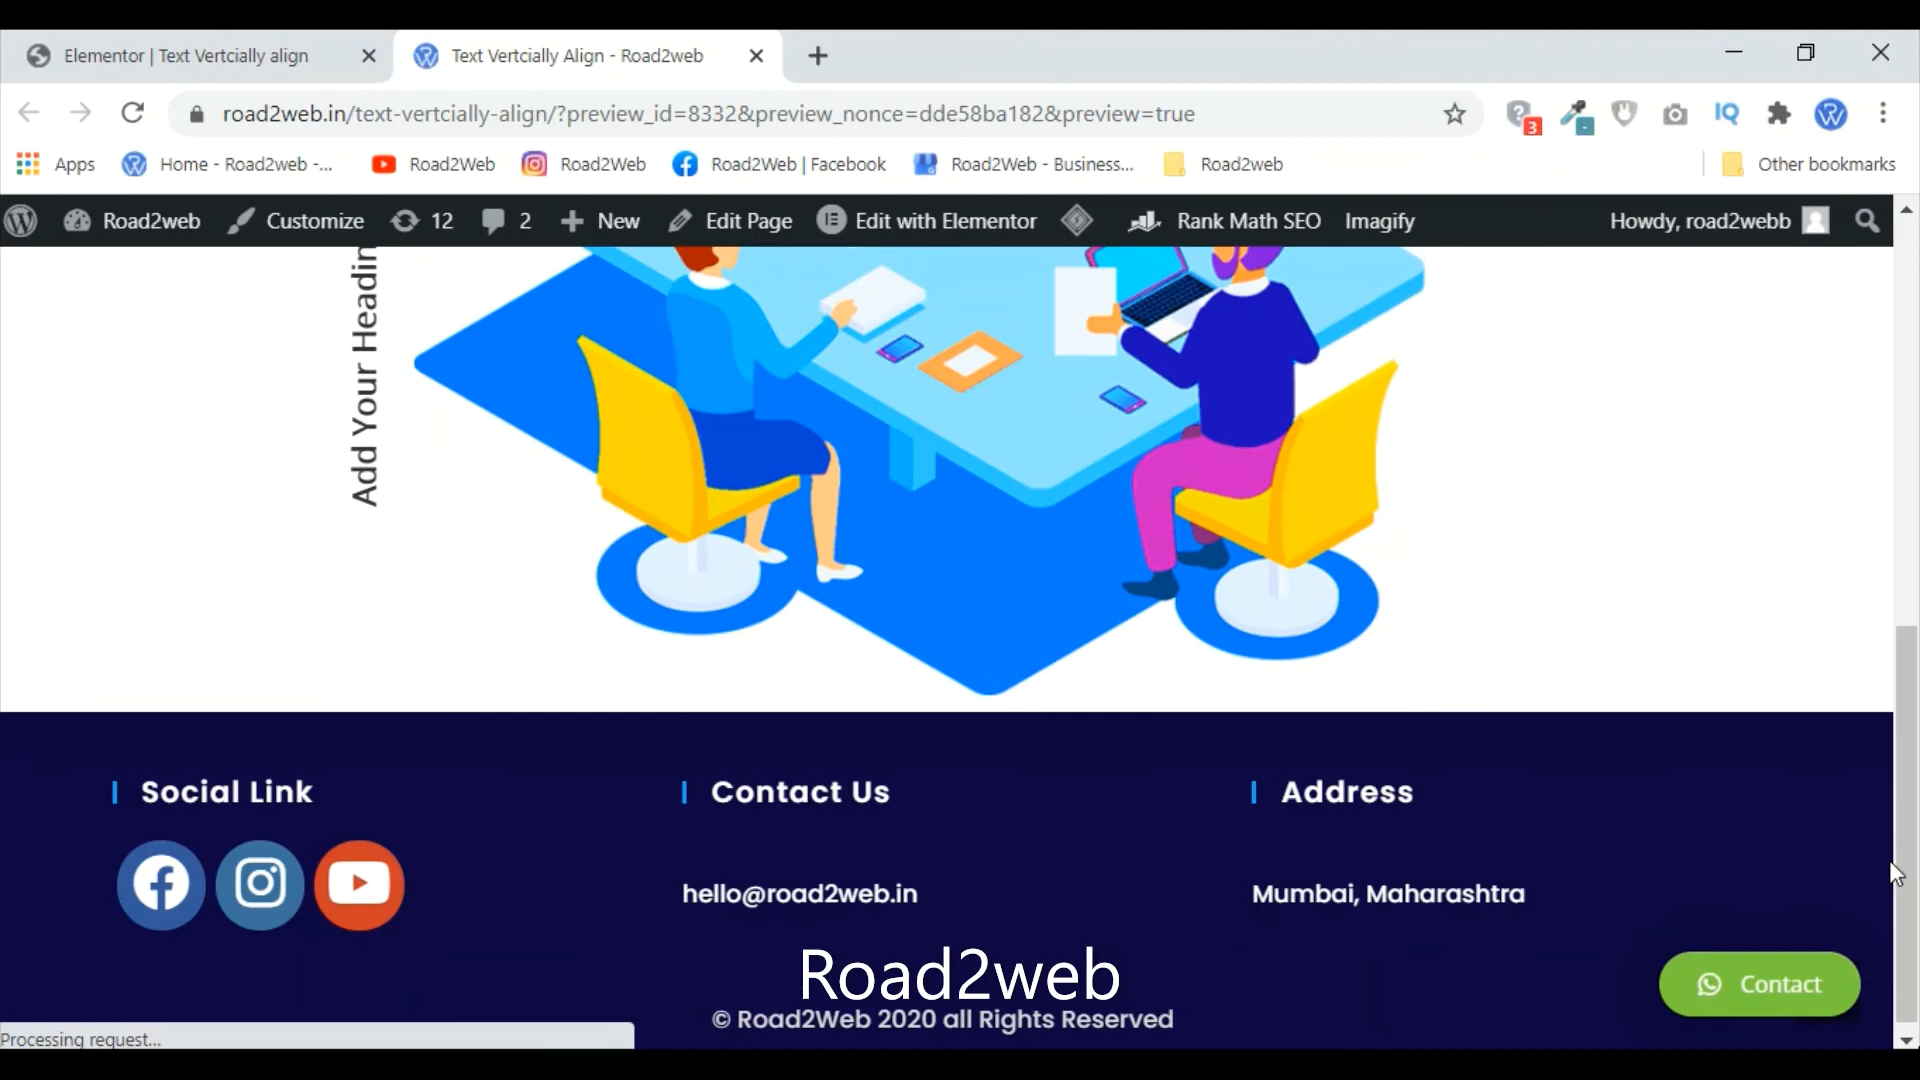 Elementor | Text Vertcially align
Text Vertcially Align - Road2web
road2web.in/text-vertcially-align/?preview_id=8332&preview_nonce=dde58ba182&preview=true
3
IQ
Apps
Home - Road2web -...
Road2Web
Road2Web
Road2Web | Facebook
Road2Web - Business...
Road2web
Other bookmarks
Road2web
Customize
12
2
New
Edit Page
Edit with Elementor
Rank Math SEO
Imagify
Howdy, road2webb
Add Your Headin
Social Link
Contact Us
Address
hello@road2web.in
Mumbai, Maharashtra
Road2web
Contact
© Road2Web 2020 all Rights Reserved
Processing request...